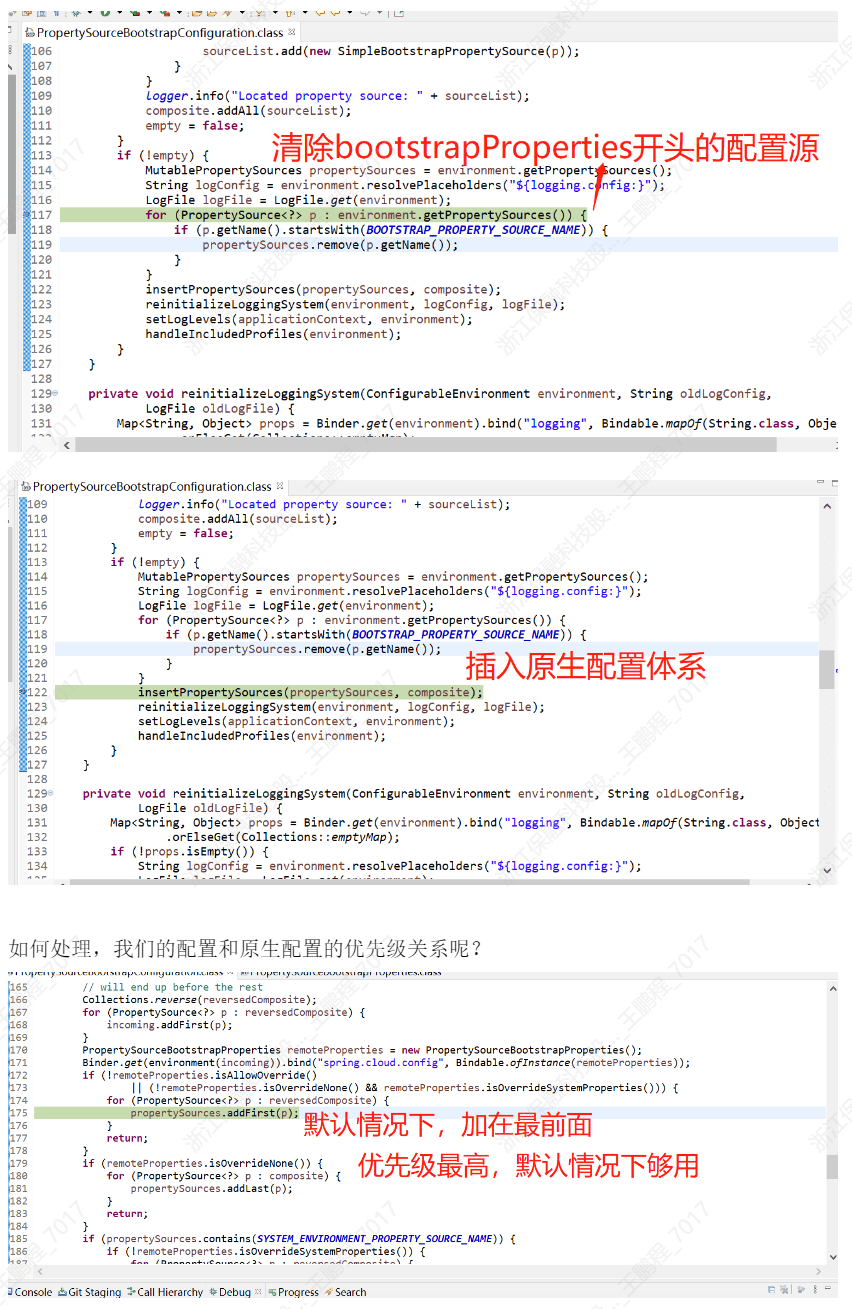 PropertySourceBootstrapConfiguration.class
106 sourceList.add(new SimpleBootstrapPropertySource(p));
107 }
108 }
109 logger.info("Located property source: " + sourceList);
110 composite.addAll(sourceList);
111 empty = false;
112 }
清除bootstrapProperties开头的配置源
113 if (!empty) {
114 MutablePropertySources propertySources = environment.getPropertySources();
115 String logConfig = environment.resolvePlaceholders("${logging.config:}");
116 LogFile logFile = LogFile.get(environment);
117 for (PropertySource<?> p : environment.getPropertySources()) {
118 if (p.getName().startsWith(BOOTSTRAP_PROPERTY_SOURCE_NAME)) {
119 propertySources.remove(p.getName());
120 }
121 }
122 insertPropertySources(propertySources, composite);
123 reinitializeLoggingSystem(environment, logConfig, logFile);
124 setLogLevels(applicationContext, environment);
125 handleIncludedProfiles(environment);
126 }
127 }
128
129 private void reinitializeLoggingSystem(ConfigurableEnvironment environment, String oldLogConfig,
130 LogFile oldLogFile) {
131 Map<String, Object> props = Binder.get(environment).bind("logging", Bindable.mapOf(String.class, Obje
PropertySourceBootstrapConfiguration.class
109 logger.info("Located property source: " + sourceList);
110 composite.addAll(sourceList);
111 empty = false;
112 }
113 if (!empty) {
114 MutablePropertySources propertySources = environment.getPropertySources();
115 String logConfig = environment.resolvePlaceholders("${logging.config:}");
116 LogFile logFile = LogFile.get(environment);
117 for (PropertySource<?> p : environment.getPropertySources()) {
118 if (p.getName().startsWith(BOOTSTRAP_PROPERTY_SOURCE_NAME)) {
119 propertySources.remove(p.getName());
120 }
插入原生配置体系
121 }
122 insertPropertySources(propertySources, composite);
123 reinitializeLoggingSystem(environment, logConfig, logFile);
124 setLogLevels(applicationContext, environment);
125 handleIncludedProfiles(environment);
126 }
127 }
128
129 private void reinitializeLoggingSystem(ConfigurableEnvironment environment, String oldLogConfig,
130 LogFile oldLogFile) {
131 Map<String, Object> props = Binder.get(environment).bind("logging", Bindable.mapOf(String.class, Object
132 .orElseGet(Collections::emptyMap);
133 if (!props.isEmpty()) {
134 String logConfig = environment.resolvePlaceholders("${logging.config:}");
如何处理，我们的配置和原生配置的优先级关系呢？
165 // will end up before the rest
166 Collections.reverse(reversedComposite);
167 for (PropertySource<?> p : reversedComposite) {
168 incoming.addFirst(p);
169 }
170 PropertySourceBootstrapProperties remoteProperties = new PropertySourceBootstrapProperties();
171 Binder.get(environment(incoming)).bind("spring.cloud.config", Bindable.ofInstance(remoteProperties));
172 if (!remoteProperties.isAllowOverride()
173 || (!remoteProperties.isOverrideNone() && remoteProperties.isOverrideSystemProperties())) {
174 for (PropertySource<?> p : reversedComposite) {
175 propertySources.addFirst(p);
默认情况下，加在最前面
176 }
177 return;
178 }
优先级最高，默认情况下够用
179 if (remoteProperties.isOverrideNone()) {
180 for (PropertySource<?> p : composite) {
181 propertySources.addLast(p);
182 }
183 return;
184 }
185 if (propertySources.contains(SYSTEM_ENVIRONMENT_PROPERTY_SOURCE_NAME)) {
186 if (!remoteProperties.isOverrideSystemProperties()) {
187 for (PropertySource<?> p : reversedComposite) {
Console Git Staging Call Hierarchy Debug Progress Search